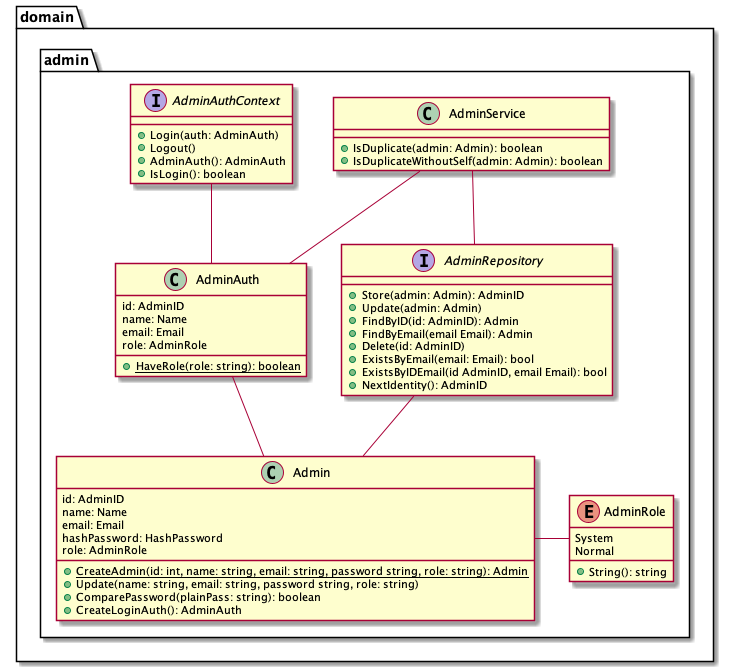 domain
admin
I AdminAuthContext
Login(auth: AdminAuth)
Logout()
AdminAuth(): AdminAuth
IsLogin(): boolean
C AdminService
IsDuplicate(admin: Admin): boolean
IsDuplicateWithoutSelf(admin: Admin): boolean
C AdminAuth
id: AdminID
name: Name
email: Email
role: AdminRole
HaveRole(role: string): boolean
I AdminRepository
Store(admin: Admin): AdminID
Update(admin: Admin)
FindByID(id: AdminID): Admin
FindByEmail(email Email): Admin
Delete(id: AdminID)
ExistsByEmail(email: Email): bool
ExistsByIDEmail(id AdminID, email Email): bool
NextIdentity(): AdminID
C Admin
id: AdminID
name: Name
email: Email
hashPassword: HashPassword
role: AdminRole
CreateAdmin(id: int, name: string, email: string, password string, role: string): Admin
Update(name: string, email: string, password string, role: string)
ComparePassword(plainPass: string): boolean
CreateLoginAuth(): AdminAuth
E AdminRole
System
Normal
String(): string